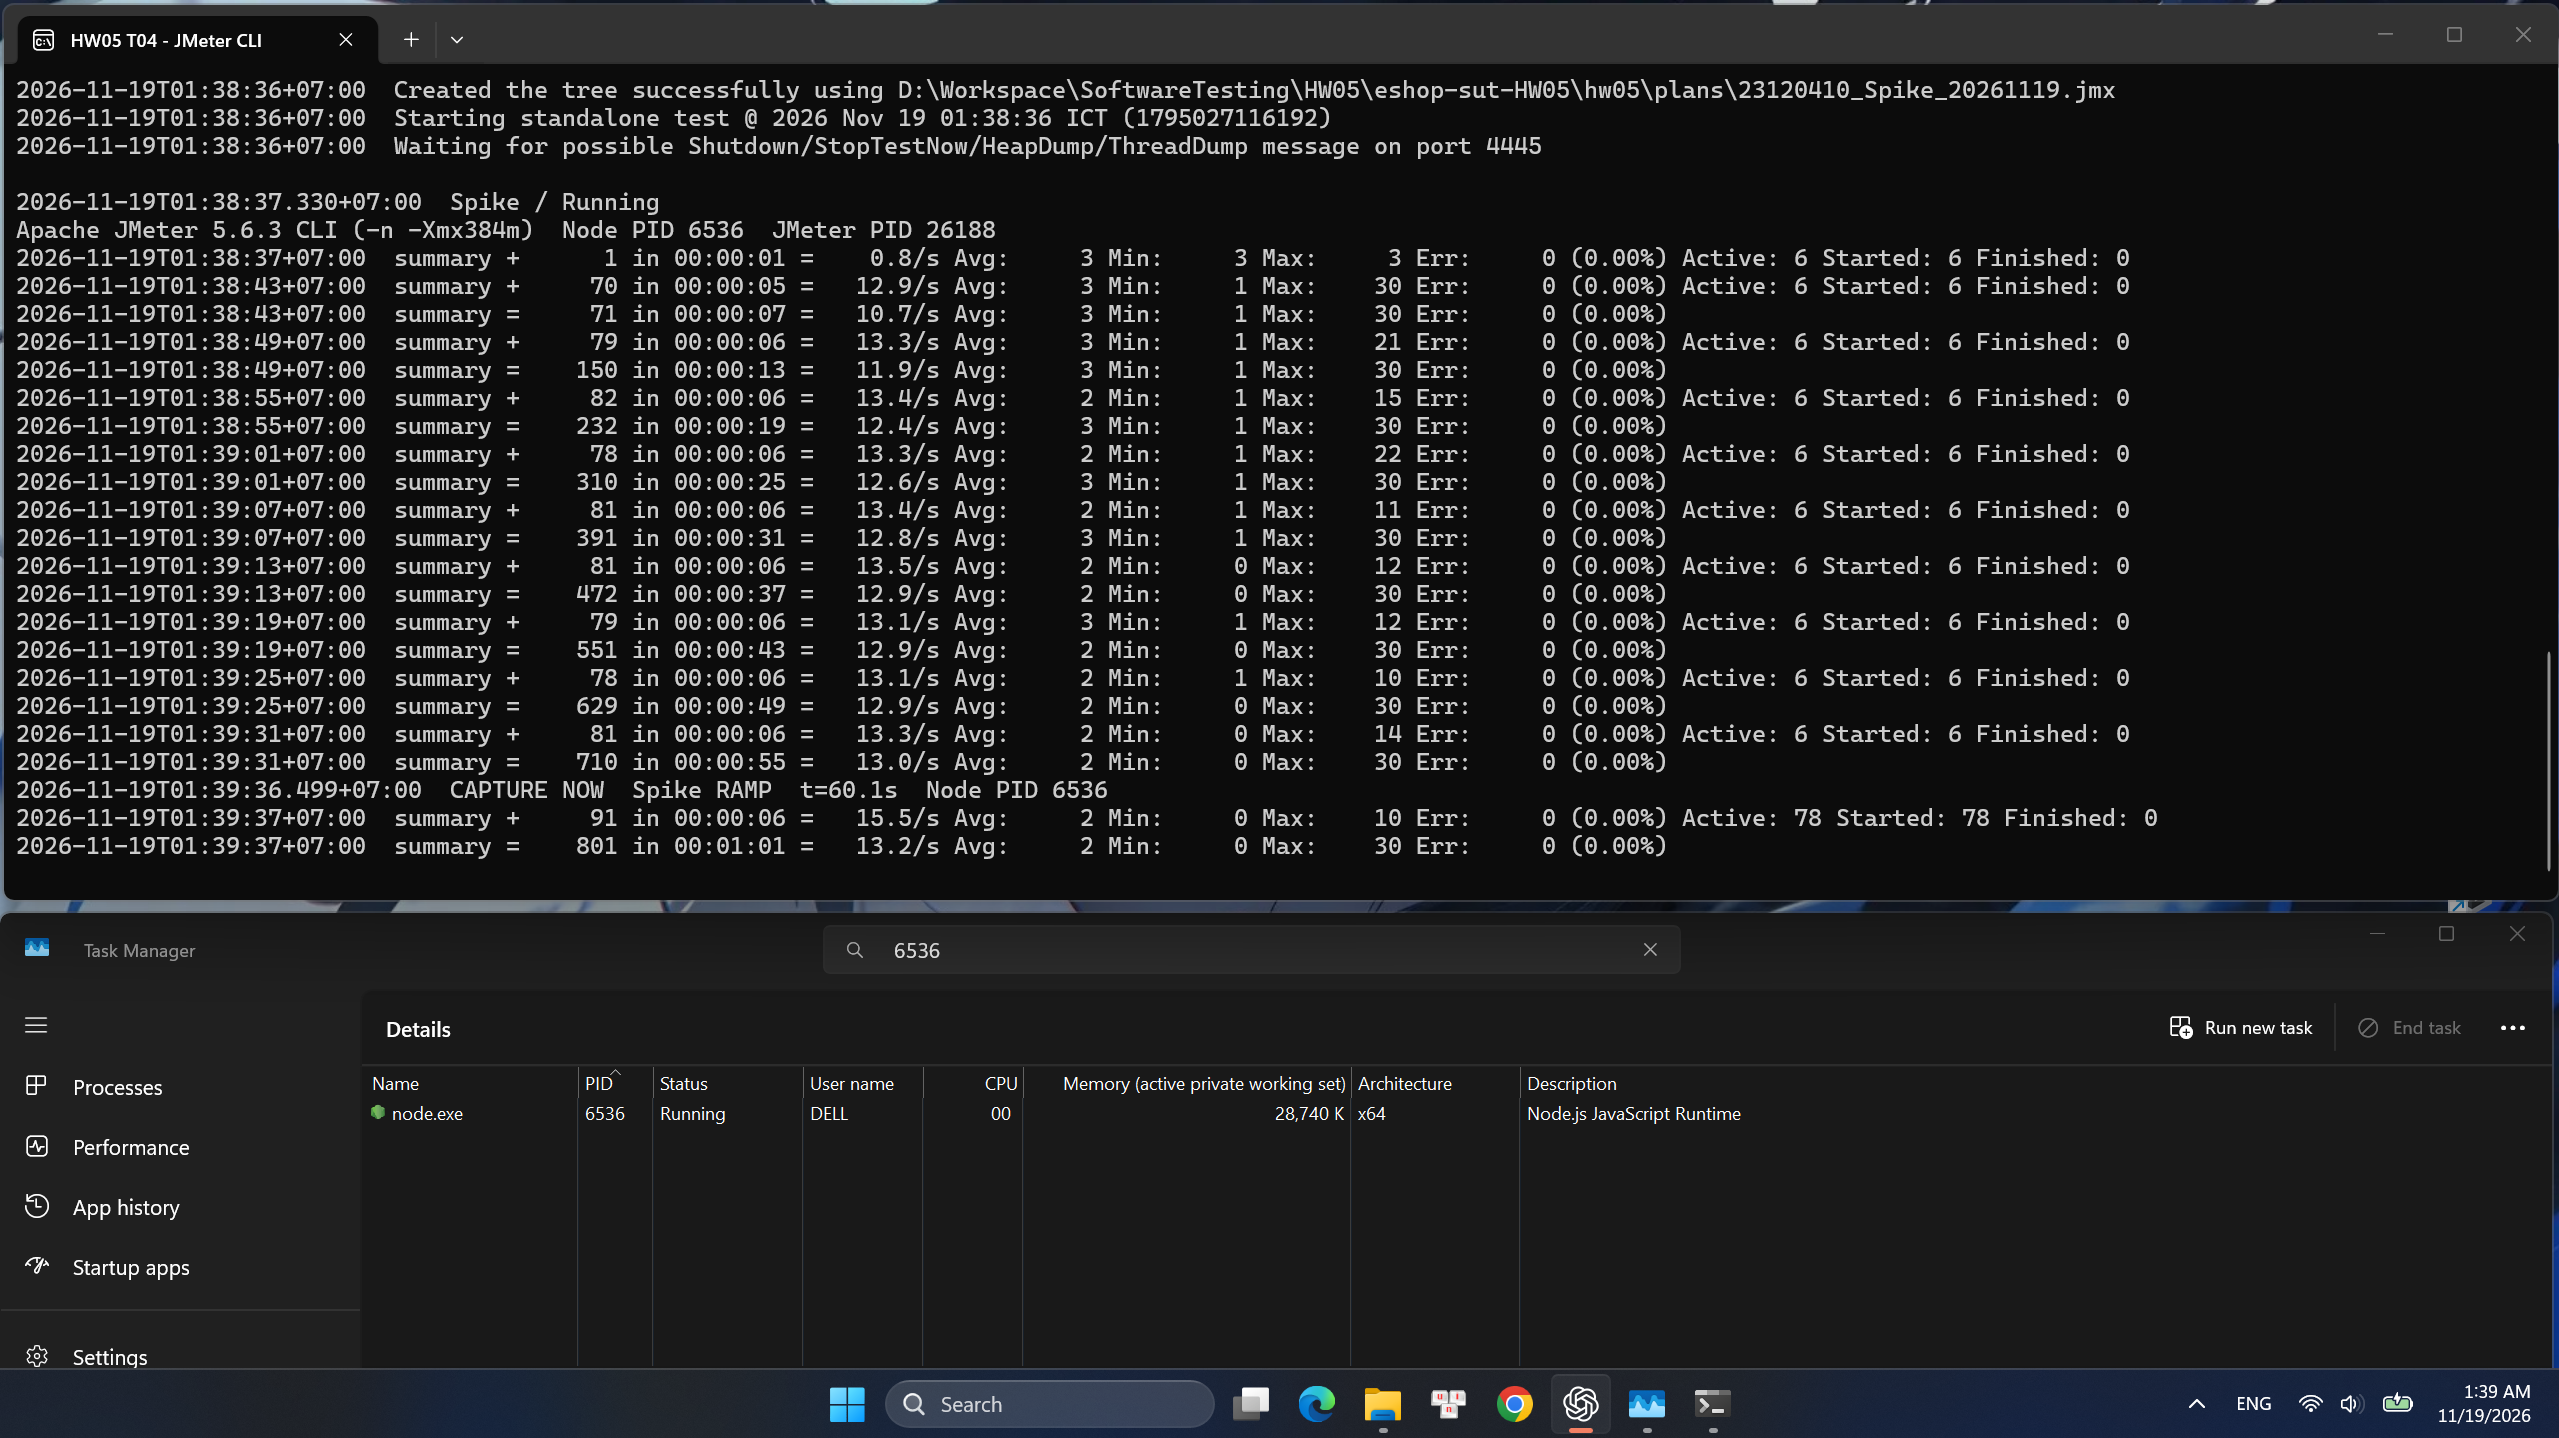 HW05 T04 - JMeter CLI
2026-11-19T01:38:36+07:00  Created the tree successfully using D:\Workspace\SoftwareTesting\HW05\eshop-sut-HW05\hw05\plans\23120410_Spike_20261119.jmx
2026-11-19T01:38:36+07:00  Starting standalone test @ 2026 Nov 19 01:38:36 ICT (1795027116192)
2026-11-19T01:38:36+07:00  Waiting for possible Shutdown/StopTestNow/HeapDump/ThreadDump message on port 4445
2026-11-19T01:38:37.330+07:00  Spike / Running
Apache JMeter 5.6.3 CLI (-n -Xmx384m)  Node PID 6536  JMeter PID 26188
2026-11-19T01:38:37+07:00  summary +      1 in 00:00:01 =    0.8/s Avg:     3 Min:     3 Max:     3 Err:     0 (0.00%) Active: 6 Started: 6 Finished: 0
2026-11-19T01:38:43+07:00  summary +     70 in 00:00:05 =   12.9/s Avg:     3 Min:     1 Max:    30 Err:     0 (0.00%) Active: 6 Started: 6 Finished: 0
2026-11-19T01:38:43+07:00  summary =     71 in 00:00:07 =   10.7/s Avg:     3 Min:     1 Max:    30 Err:     0 (0.00%)
2026-11-19T01:38:49+07:00  summary +     79 in 00:00:06 =   13.3/s Avg:     3 Min:     1 Max:    21 Err:     0 (0.00%) Active: 6 Started: 6 Finished: 0
2026-11-19T01:38:49+07:00  summary =    150 in 00:00:13 =   11.9/s Avg:     3 Min:     1 Max:    30 Err:     0 (0.00%)
2026-11-19T01:38:55+07:00  summary +     82 in 00:00:06 =   13.4/s Avg:     2 Min:     1 Max:    15 Err:     0 (0.00%) Active: 6 Started: 6 Finished: 0
2026-11-19T01:38:55+07:00  summary =    232 in 00:00:19 =   12.4/s Avg:     3 Min:     1 Max:    30 Err:     0 (0.00%)
2026-11-19T01:39:01+07:00  summary +     78 in 00:00:06 =   13.3/s Avg:     2 Min:     1 Max:    22 Err:     0 (0.00%) Active: 6 Started: 6 Finished: 0
2026-11-19T01:39:01+07:00  summary =    310 in 00:00:25 =   12.6/s Avg:     3 Min:     1 Max:    30 Err:     0 (0.00%)
2026-11-19T01:39:07+07:00  summary +     81 in 00:00:06 =   13.4/s Avg:     2 Min:     1 Max:    11 Err:     0 (0.00%) Active: 6 Started: 6 Finished: 0
2026-11-19T01:39:07+07:00  summary =    391 in 00:00:31 =   12.8/s Avg:     3 Min:     1 Max:    30 Err:     0 (0.00%)
2026-11-19T01:39:13+07:00  summary +     81 in 00:00:06 =   13.5/s Avg:     2 Min:     0 Max:    12 Err:     0 (0.00%) Active: 6 Started: 6 Finished: 0
2026-11-19T01:39:13+07:00  summary =    472 in 00:00:37 =   12.9/s Avg:     2 Min:     0 Max:    30 Err:     0 (0.00%)
2026-11-19T01:39:19+07:00  summary +     79 in 00:00:06 =   13.1/s Avg:     3 Min:     1 Max:    12 Err:     0 (0.00%) Active: 6 Started: 6 Finished: 0
2026-11-19T01:39:19+07:00  summary =    551 in 00:00:43 =   12.9/s Avg:     2 Min:     0 Max:    30 Err:     0 (0.00%)
2026-11-19T01:39:25+07:00  summary +     78 in 00:00:06 =   13.1/s Avg:     2 Min:     1 Max:    10 Err:     0 (0.00%) Active: 6 Started: 6 Finished: 0
2026-11-19T01:39:25+07:00  summary =    629 in 00:00:49 =   12.9/s Avg:     2 Min:     0 Max:    30 Err:     0 (0.00%)
2026-11-19T01:39:31+07:00  summary +     81 in 00:00:06 =   13.3/s Avg:     2 Min:     0 Max:    14 Err:     0 (0.00%) Active: 6 Started: 6 Finished: 0
2026-11-19T01:39:31+07:00  summary =    710 in 00:00:55 =   13.0/s Avg:     2 Min:     0 Max:    30 Err:     0 (0.00%)
2026-11-19T01:39:36.499+07:00  CAPTURE NOW  Spike RAMP  t=60.1s  Node PID 6536
2026-11-19T01:39:37+07:00  summary +     91 in 00:00:06 =   15.5/s Avg:     2 Min:     0 Max:    10 Err:     0 (0.00%) Active: 78 Started: 78 Finished: 0
2026-11-19T01:39:37+07:00  summary =    801 in 00:01:01 =   13.2/s Avg:     2 Min:     0 Max:    30 Err:     0 (0.00%)
Task Manager
6536
Details
Run new task
End task
Processes
Performance
App history
Startup apps
Settings
Name PID Status User name CPU Memory (active private working set) Architecture Description
node.exe 6536 Running DELL 00 28,740 K x64 Node.js JavaScript Runtime
Search
ENG
1:39 AM
11/19/2026